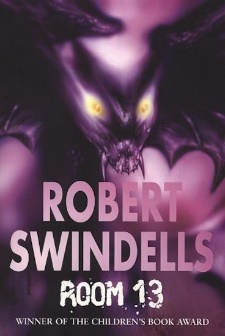 ROBERT
SWINDELLS
ROOM 13
WINNER OF THE CHILDREN'S BOOK AWARD